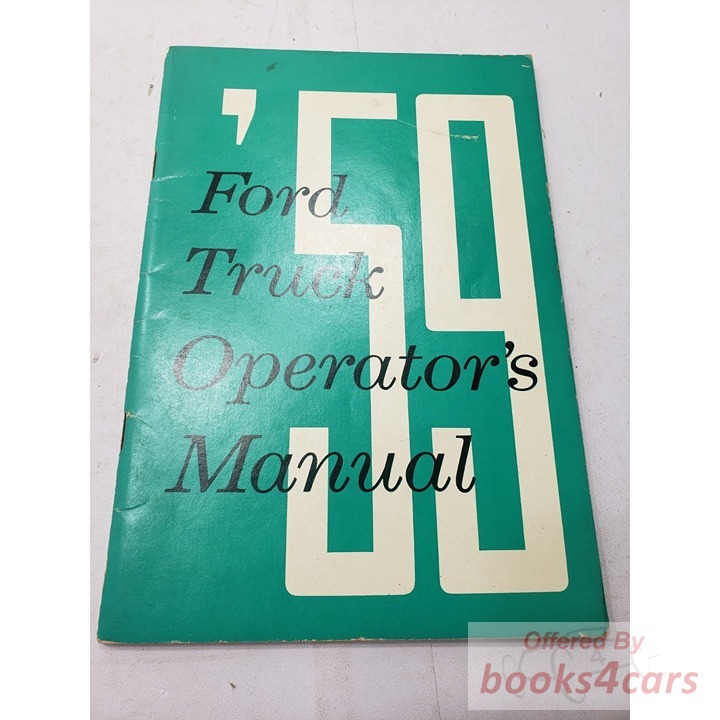 '59
Ford
Truck
Operator's
Manual
Offered By
books4cars